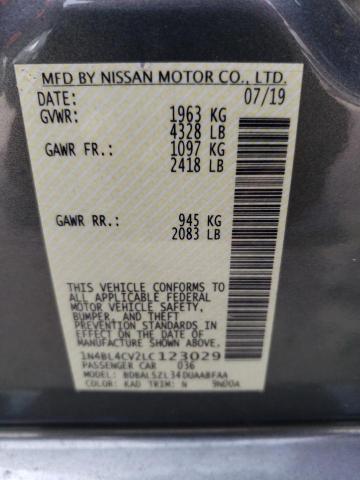 MFD BY NISSAN MOTOR CO., LTD.
DATE: 07/19
GVWR: 1963 KG
4328 LB
GAWR FR.: 1097 KG
2418 LB
GAWR RR.: 945 KG
2083 LB
THIS VEHICLE CONFORMS TO
ALL APPLICABLE FEDERAL
MOTOR VEHICLE SAFETY,
BUMPER, AND THEFT
PREVENTION STANDARDS IN
EFFECT ON THE DATE OF
MANUFACTURE SHOWN ABOVE.
1N4BL4CV2LC123029
PASSENGER CAR 036
MODEL: BDBALSZL34DUAABFAA
COLOR: KAD TRIM: N